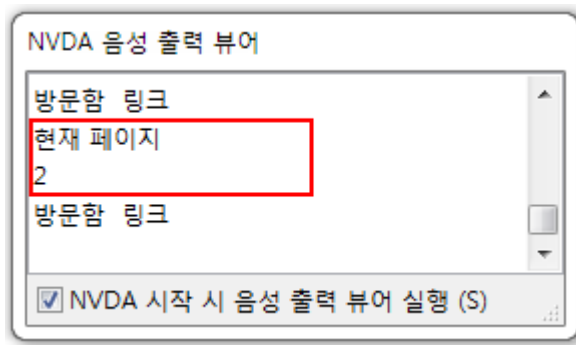 NVDA 음성 출력 뷰어
방문함 링크
현재 페이지
2
방문함 링크
NVDA 시작 시 음성 출력 뷰어 실행 (S)